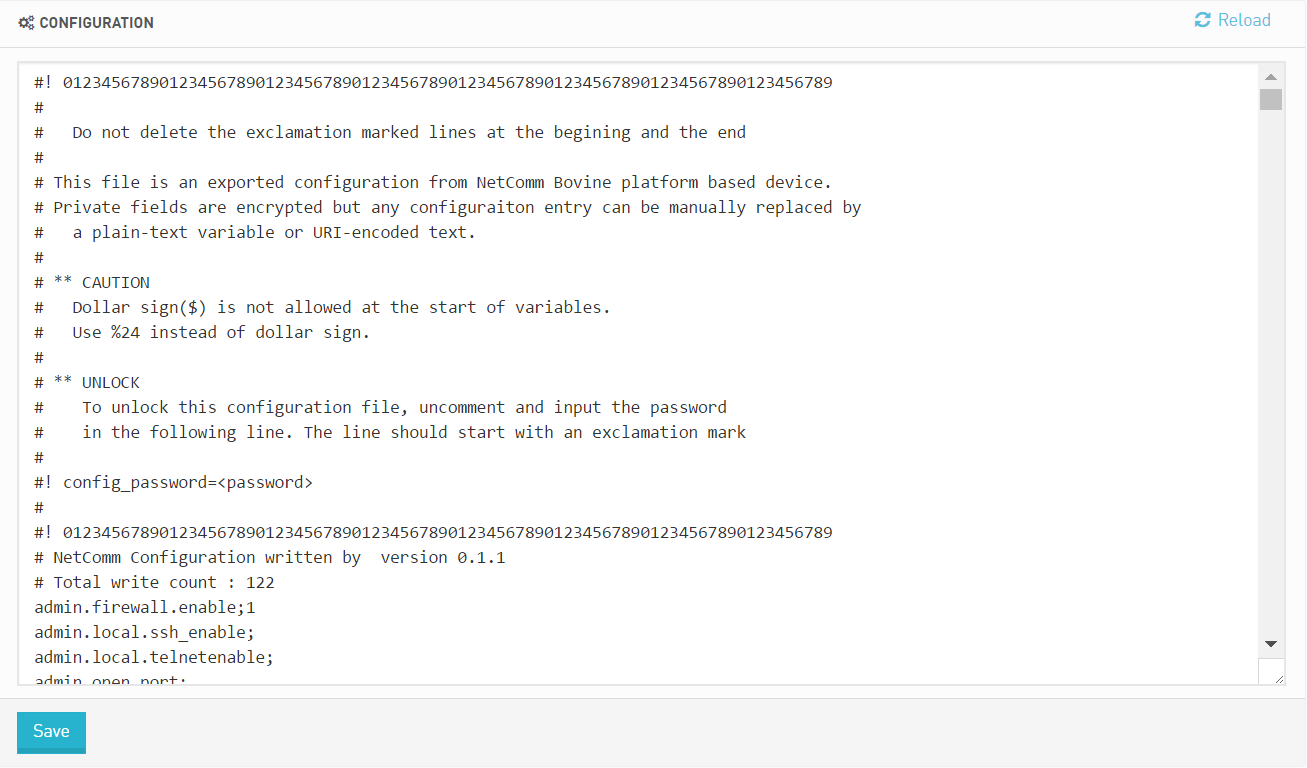 CONFIGURATION
Reload
#! 01234567890123456789012345678901234567890123456789012345678901234567890123456789
#
#   Do not delete the exclamation marked lines at the begining and the end
#
# This file is an exported configuration from NetComm Bovine platform based device.
# Private fields are encrypted but any configuraiton entry can be manually replaced by
#   a plain-text variable or URI-encoded text.
#
# ** CAUTION
#   Dollar sign($) is not allowed at the start of variables.
#   Use %24 instead of dollar sign.
#
# ** UNLOCK
#    To unlock this configuration file, uncomment and input the password
#    in the following line. The line should start with an exclamation mark
#
#! config_password=<password>
#
#! 01234567890123456789012345678901234567890123456789012345678901234567890123456789
# NetComm Configuration written by  version 0.1.1
# Total write count : 122
admin.firewall.enable;1
admin.local.ssh_enable;
admin.local.telnetenable;
admin.open.port;
Save